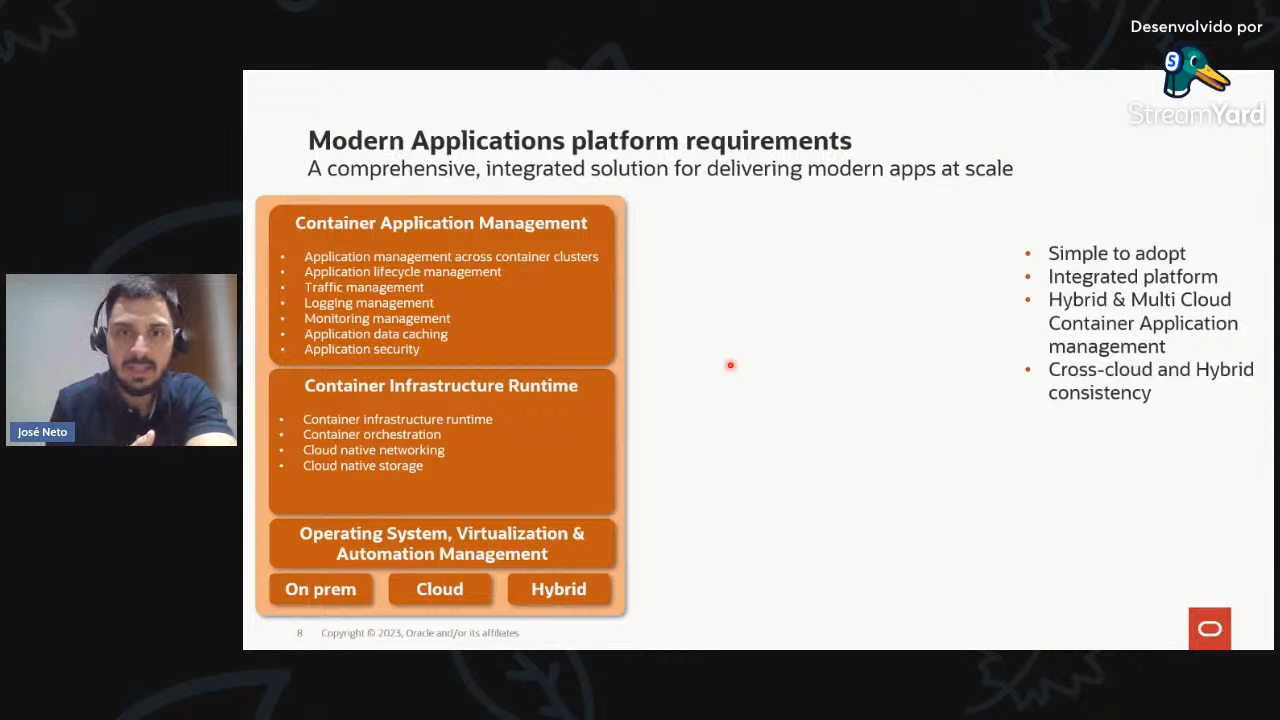 Desenvolvido por
S
StreamYard
Modern Applications platform requirements
A comprehensive, integrated solution for delivering modern apps at scale
Container Application Management
• Application management across container clusters
• Application lifecycle management
• Traffic management
• Logging management
• Monitoring management
• Application data caching
• Application security
Container Infrastructure Runtime
• Container infrastructure runtime
• Container orchestration
• Cloud native networking
• Cloud native storage
Operating System, Virtualization &
Automation Management
On prem
Cloud
Hybrid
• Simple to adopt
• Integrated platform
• Hybrid & Multi Cloud
Container Application
management
• Cross-cloud and Hybrid
consistency
José Neto
8 Copyright © 2023, Oracle and/or its affiliates